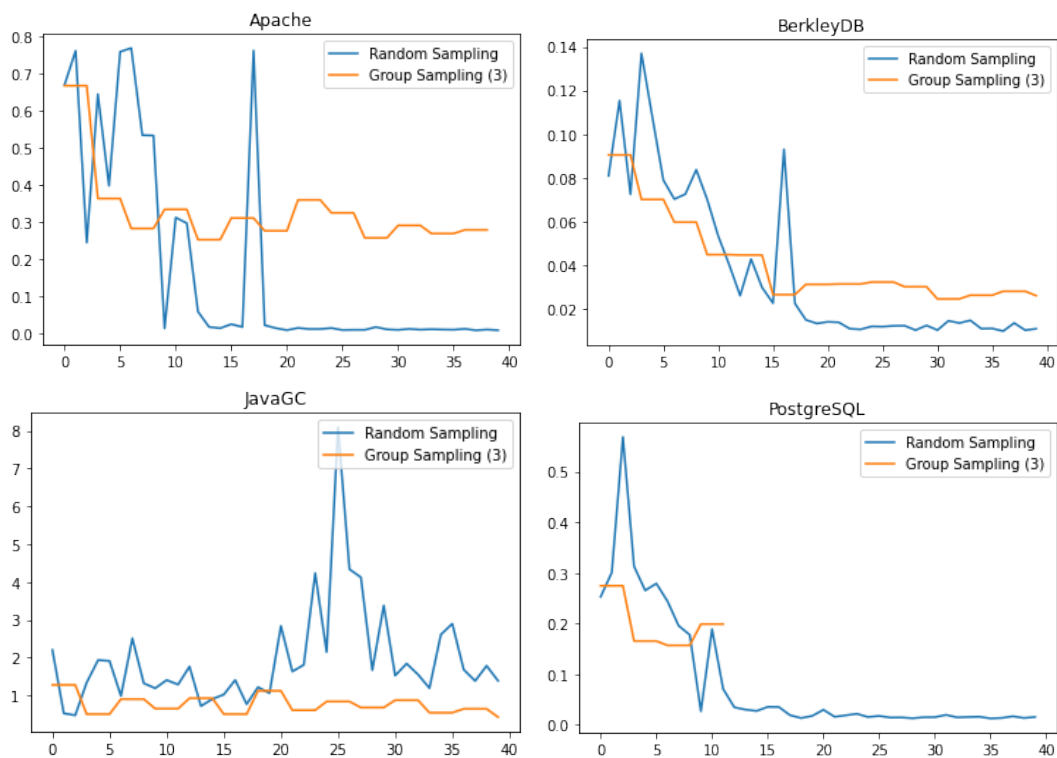 Apache
0.8
0.7
0.6
0.5
0.4
0.3
0.2
0.1
0.0
0 5 10 15 20 25 30 35 40
Random Sampling
Group Sampling (3)
BerkleyDB
0.14
0.12
0.10
0.08
0.06
0.04
0.02
0 5 10 15 20 25 30 35 40
Random Sampling
Group Sampling (3)
JavaGC
8
7
6
5
4
3
2
1
0 5 10 15 20 25 30 35 40
Random Sampling
Group Sampling (3)
PostgreSQL
0.5
0.4
0.3
0.2
0.1
0.0
0 5 10 15 20 25 30 35 40
Random Sampling
Group Sampling (3)